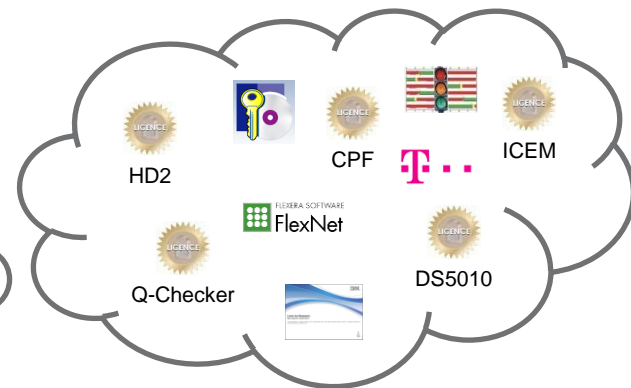 LICENCE
HD2
LICENCE
CPF
LICENCE
ICEM
T
FLEXERA SOFTWARE
FlexNet
LICENCE
Q-Checker
LICENCE
DS5010
IBM